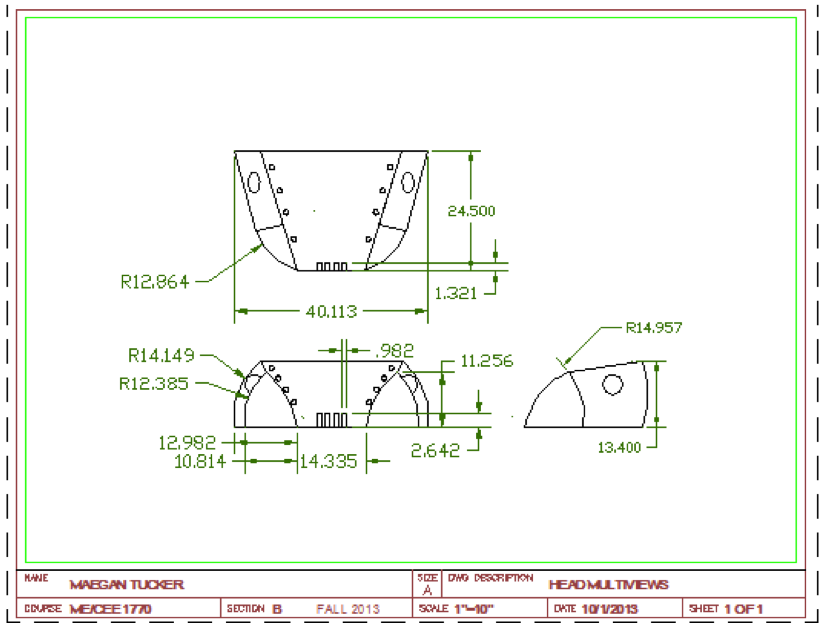 24.500
R12.864
1.321
40.113
R14.957
R14.149
.982
11.256
R12.385
12.982
2.642
13.400
10.814
14.335
NAME MAEGAN TUCKER SIZE A DWG DESCRIPTION HEAD MULTIVIEWS
COURSE ME/CEE 1770 SECTION B FALL 2013 SCALE 1"=10" DATE 10/1/2013 SHEET 1 OF 1